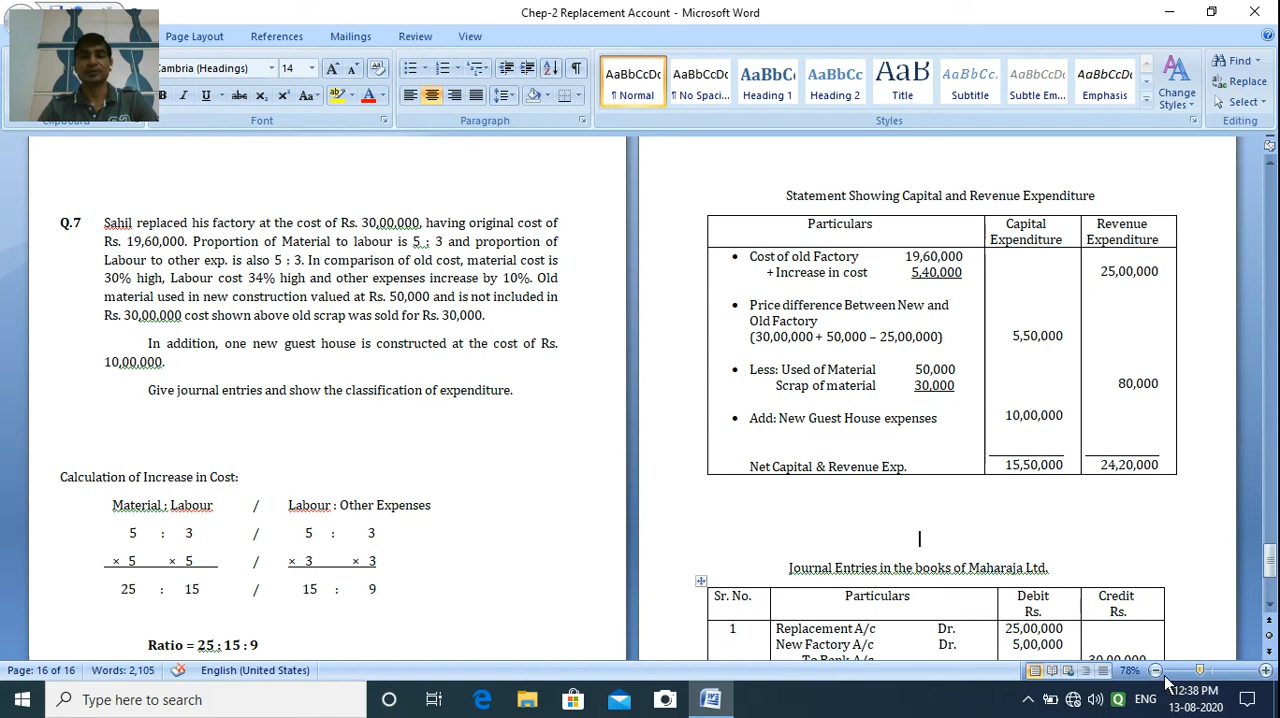 Chep-2 Replacement Account - Microsoft Word
Page Layout References Mailings Review View
Cambria (Headings) 14
Font
Paragraph
AaBbCcDc AaBbCcDc AaBbC AaBbCc AaB AaBbCc. AaBbCcDc AaBbCcDc
¶ Normal ¶ No Spaci... Heading 1 Heading 2 Title Subtitle Subtle Em... Emphasis
Change Styles
Styles
Find
Replace
Select
Editing
Q.7 Sahil replaced his factory at the cost of Rs. 30,00,000, having original cost of
Rs. 19,60,000. Proportion of Material to labour is 5 : 3 and proportion of
Labour to other exp. is also 5 : 3. In comparison of old cost, material cost is
30% high, Labour cost 34% high and other expenses increase by 10%. Old
material used in new construction valued at Rs. 50,000 and is not included in
Rs. 30,00,000 cost shown above old scrap was sold for Rs. 30,000.
In addition, one new guest house is constructed at the cost of Rs.
10,00,000.
Give journal entries and show the classification of expenditure.
Calculation of Increase in Cost:
Material : Labour / Labour : Other Expenses
5 : 3 / 5 : 3
× 5 × 5 / × 3 × 3
25 : 15 / 15 : 9
Ratio = 25 : 15 : 9
Statement Showing Capital and Revenue Expenditure
Particulars Capital Expenditure Revenue Expenditure
• Cost of old Factory 19,60,000
+ Increase in cost 5,40,000 25,00,000
• Price difference Between New and
Old Factory
(30,00,000 + 50,000 – 25,00,000) 5,50,000
• Less: Used of Material 50,000
Scrap of material 30,000 80,000
• Add: New Guest House expenses 10,00,000
Net Capital & Revenue Exp. 15,50,000 24,20,000
Journal Entries in the books of Maharaja Ltd.
Sr. No. Particulars Debit Rs. Credit Rs.
1 Replacement A/c Dr. 25,00,000
New Factory A/c Dr. 5,00,000
To Bank A/c 30,00,000
Page: 16 of 16 Words: 2,105 English (United States) 78%
Type here to search
ENG 12:38 PM
13-08-2020